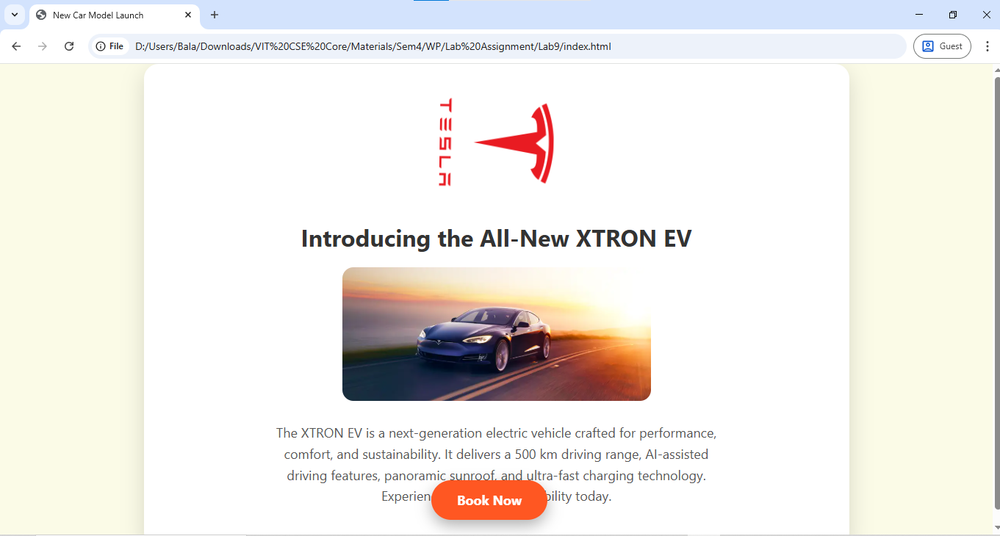 New Car Model Launch
File
D:/Users/Bala/Downloads/VIT%20CSE%20Core/Materials/Sem4/WP/Lab%20Assignment/Lab9/index.html
Guest
TESLA
Introducing the All-New XTRON EV
The XTRON EV is a next-generation electric vehicle crafted for performance,
comfort, and sustainability. It delivers a 500 km driving range, AI-assisted
driving features, panoramic sunroof, and ultra-fast charging technology.
today.
Book Now